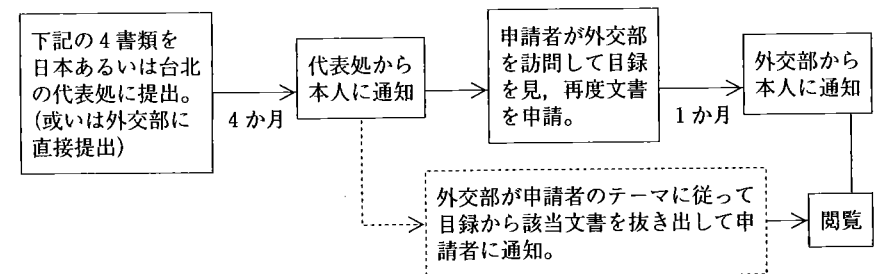 下記の4書類を
日本あるいは台北
の代表処に提出。
(或いは外交部に
直接提出)
4か月
代表処から
本人に通知
申請者が外交部
を訪問して目録
を見，再度文書
を申請。
1か月
外交部から
本人に通知
外交部が申請者のテーマに従って
目録から該当文書を抜き出して申
請者に通知。
閲覧